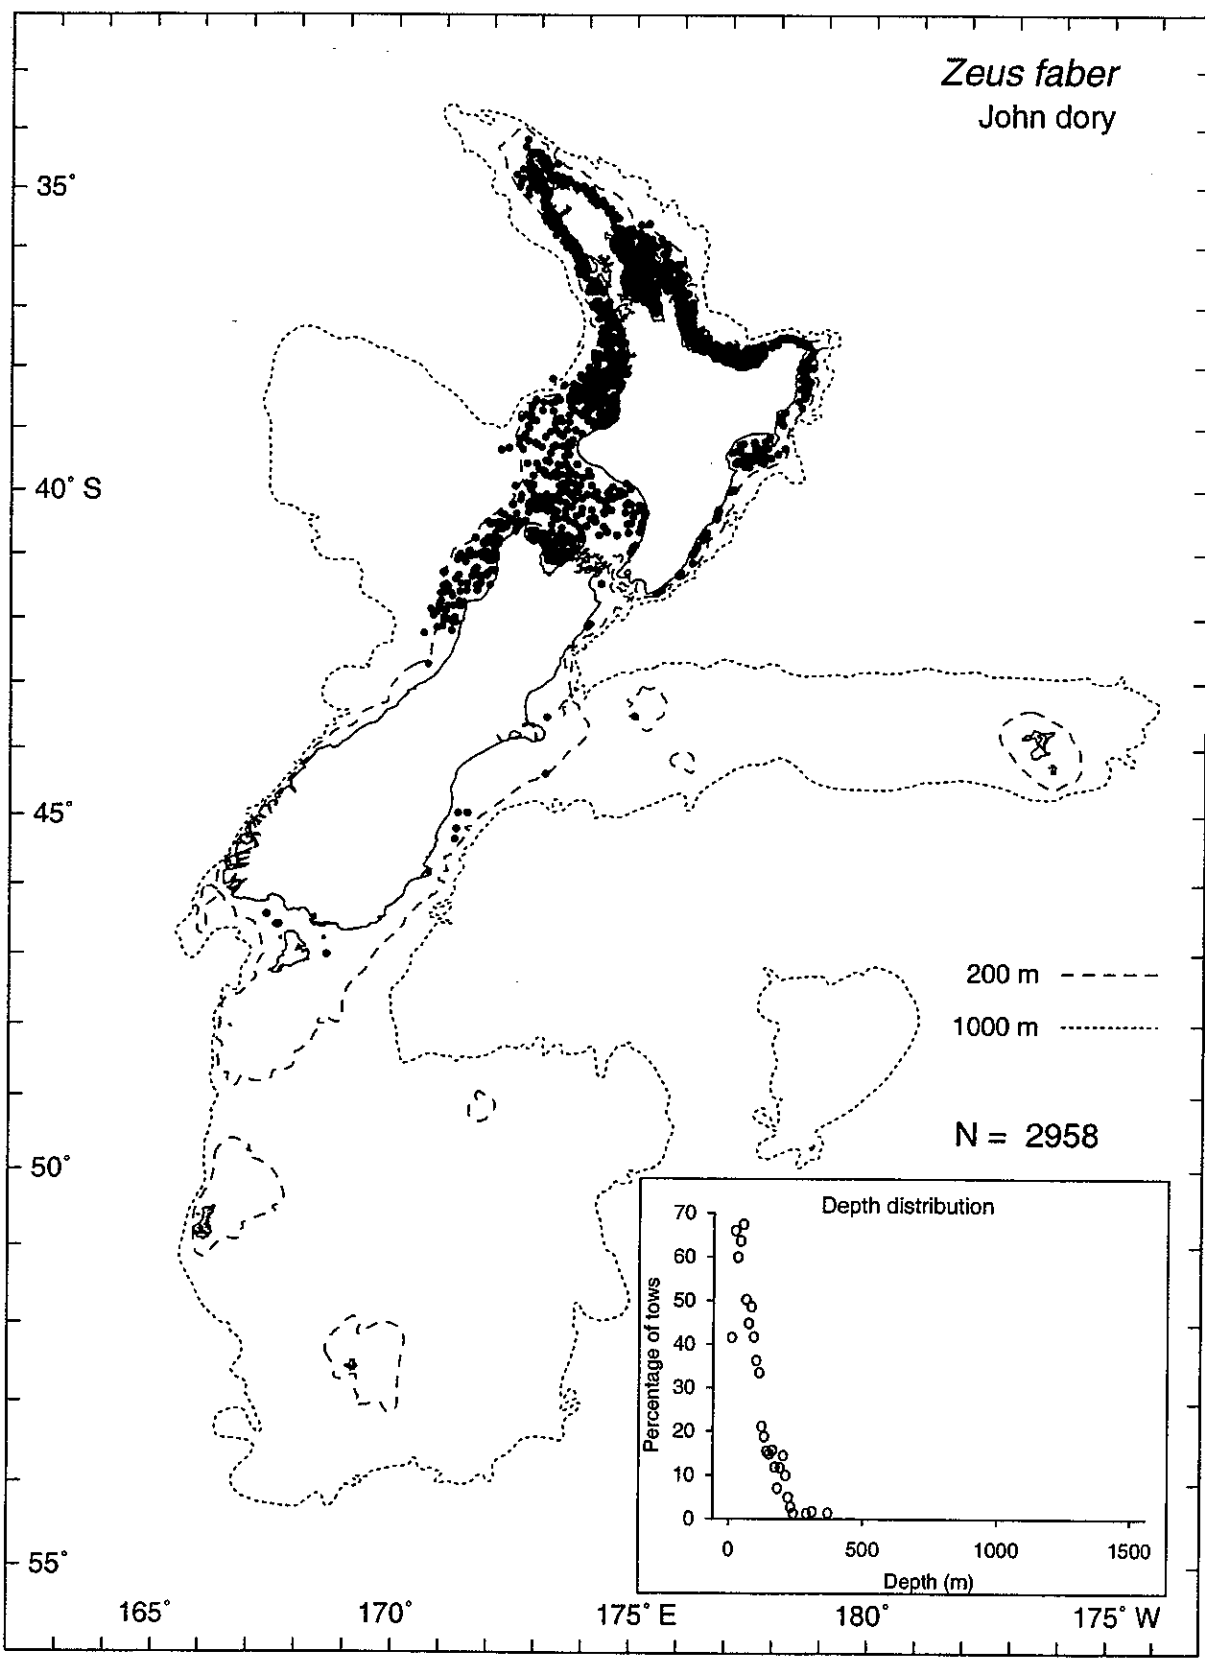 Zeus faber
John dory
35°
40° S
45°
50°
55°
200 m
1000 m
N = 2958
Depth distribution
Percentage of tows
70
60
50
40
30
20
10
0
0 500 1000 1500
Depth (m)
165° 170° 175° E 180° 175° W